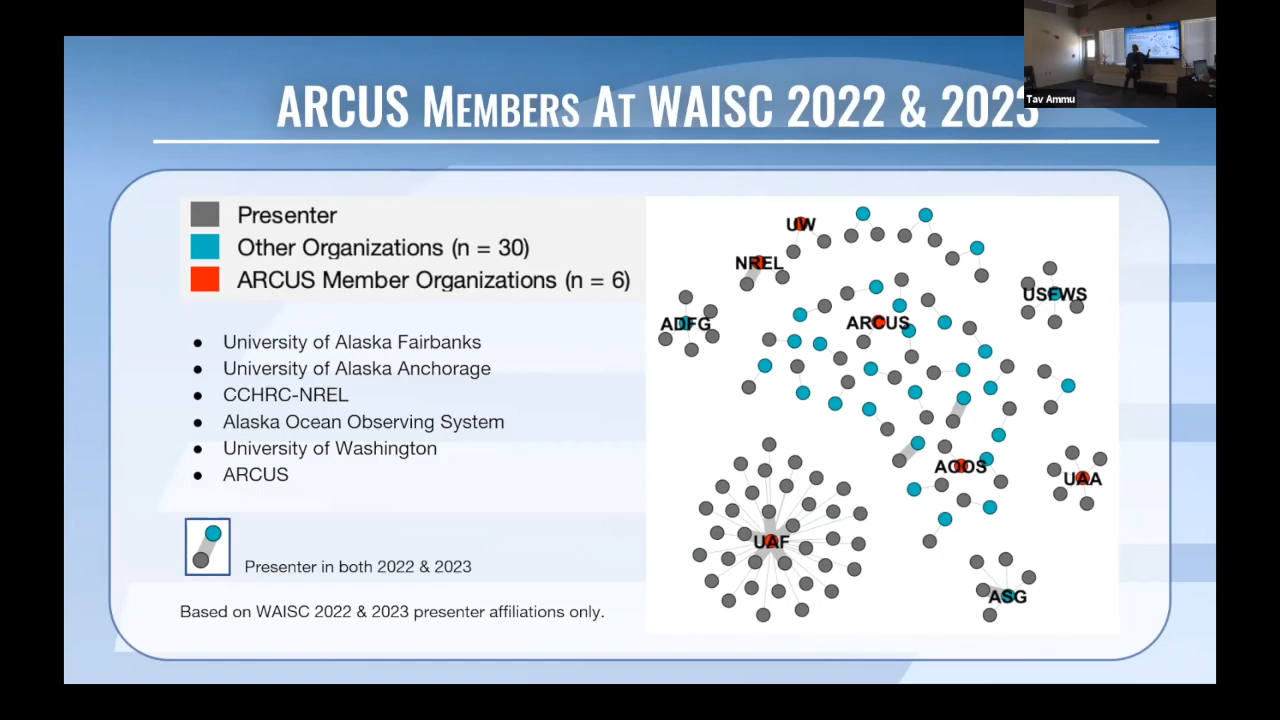 ARCUS MEMBERS AT WAISC 2022 & 2023
Tav Ammu
Presenter
Other Organizations (n = 30)
ARCUS Member Organizations (n = 6)
● University of Alaska Fairbanks
● University of Alaska Anchorage
● CCHRC-NREL
● Alaska Ocean Observing System
● University of Washington
● ARCUS
Presenter in both 2022 & 2023
Based on WAISC 2022 & 2023 presenter affiliations only.
UW
NREL
USFWS
ADFG
ARCUS
AOOS
UAA
UAF
ASG